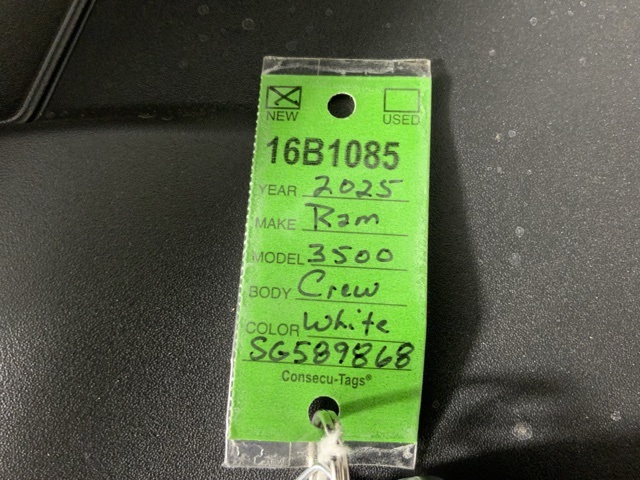 NEW USED
16B1085
YEAR 2025
MAKE Ram
MODEL 3500
BODY Crew
COLOR White
SG589868
Consecu-Tags®